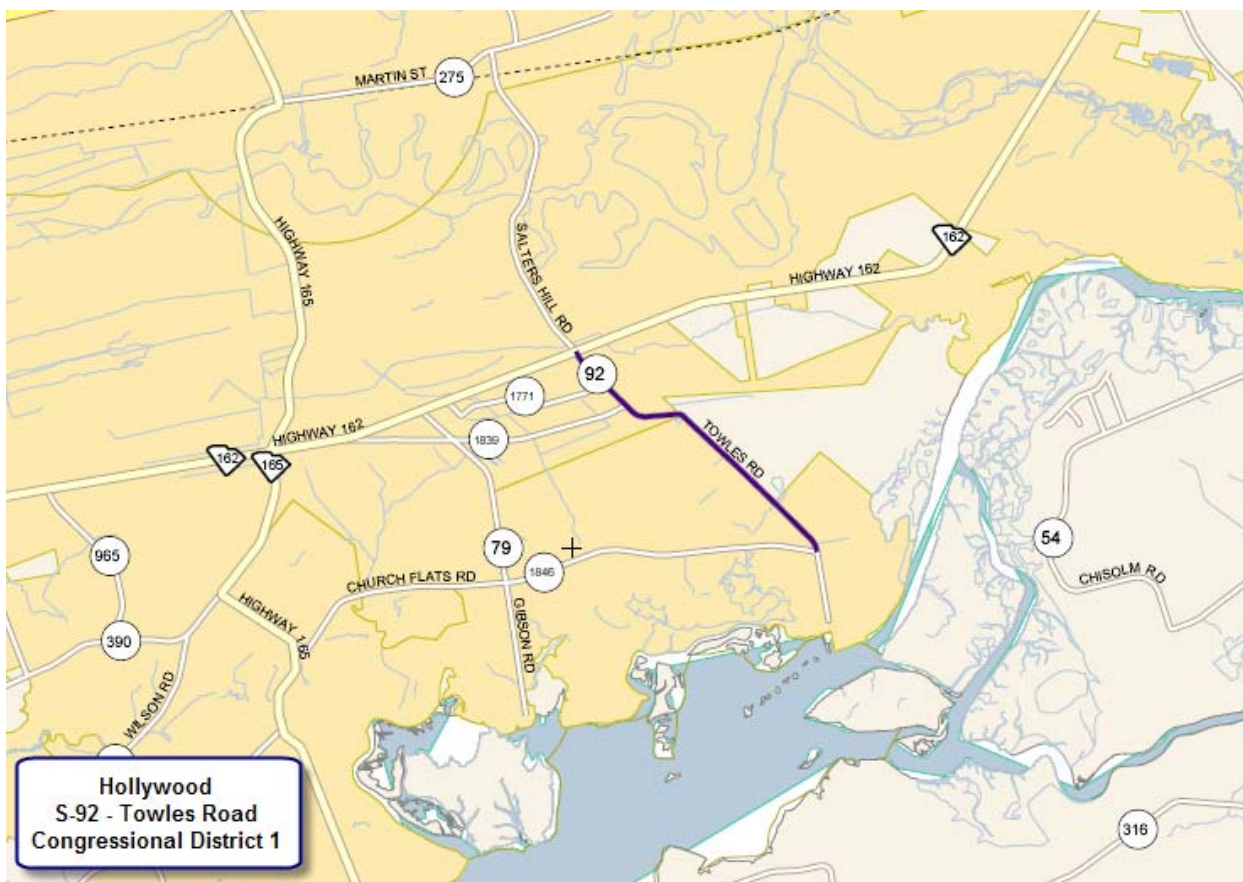 MARTIN ST
275
HIGHWAY 165
SALTERS HILL RD
162
HIGHWAY 162
92
1771
HIGHWAY 162
1839
TOWLES RD
162
165
965
79
1846
54
CHURCH FLATS RD
CHISOLM RD
HIGHWAY 165
GIBSON RD
390
WILSON RD
316
Hollywood
S-92 - Towles Road
Congressional District 1